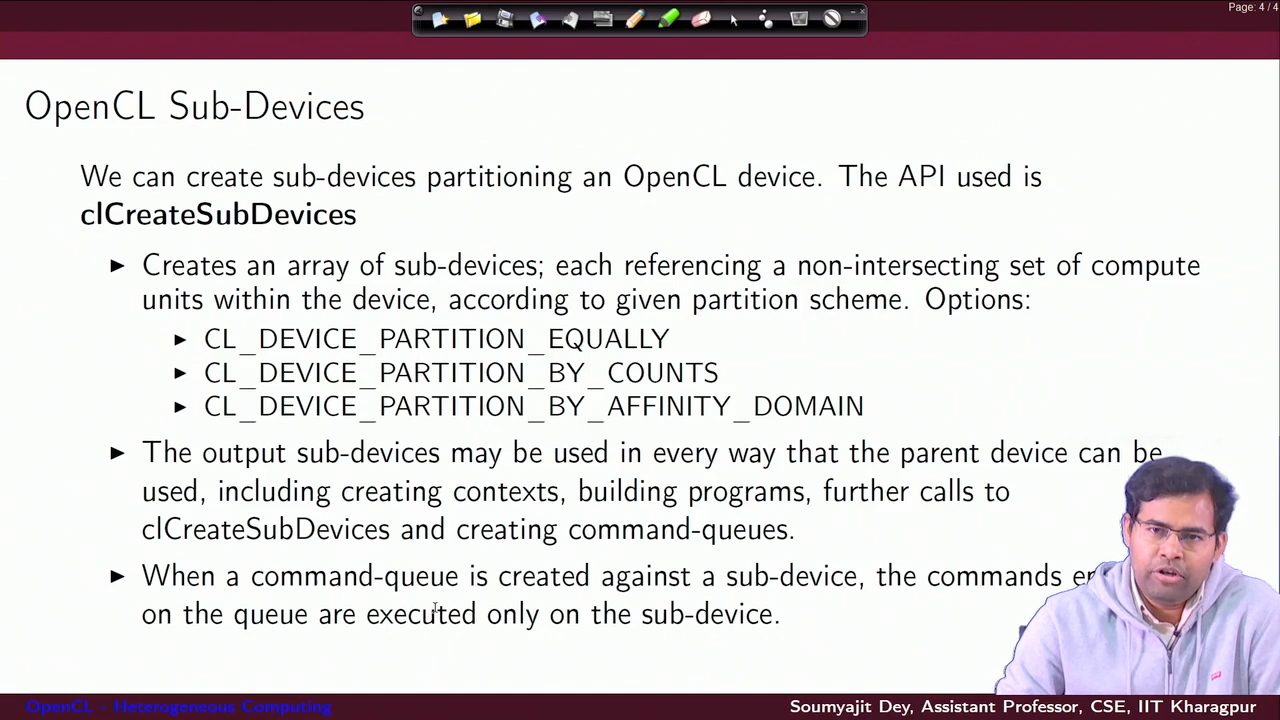 Page: 4 / 4
OpenCL Sub-Devices
We can create sub-devices partitioning an OpenCL device. The API used is
clCreateSubDevices
► Creates an array of sub-devices; each referencing a non-intersecting set of compute
units within the device, according to given partition scheme. Options:
► CL_DEVICE_PARTITION_EQUALLY
► CL_DEVICE_PARTITION_BY_COUNTS
► CL_DEVICE_PARTITION_BY_AFFINITY_DOMAIN
► The output sub-devices may be used in every way that the parent device can be
used, including creating contexts, building programs, further calls to
clCreateSubDevices and creating command-queues.
► When a command-queue is created against a sub-device, the commands
on the queue are executed only on the sub-device.
OpenCL - Heterogeneous Computing
Soumyajit Dey, Assistant Professor, CSE, IIT Kharagpur